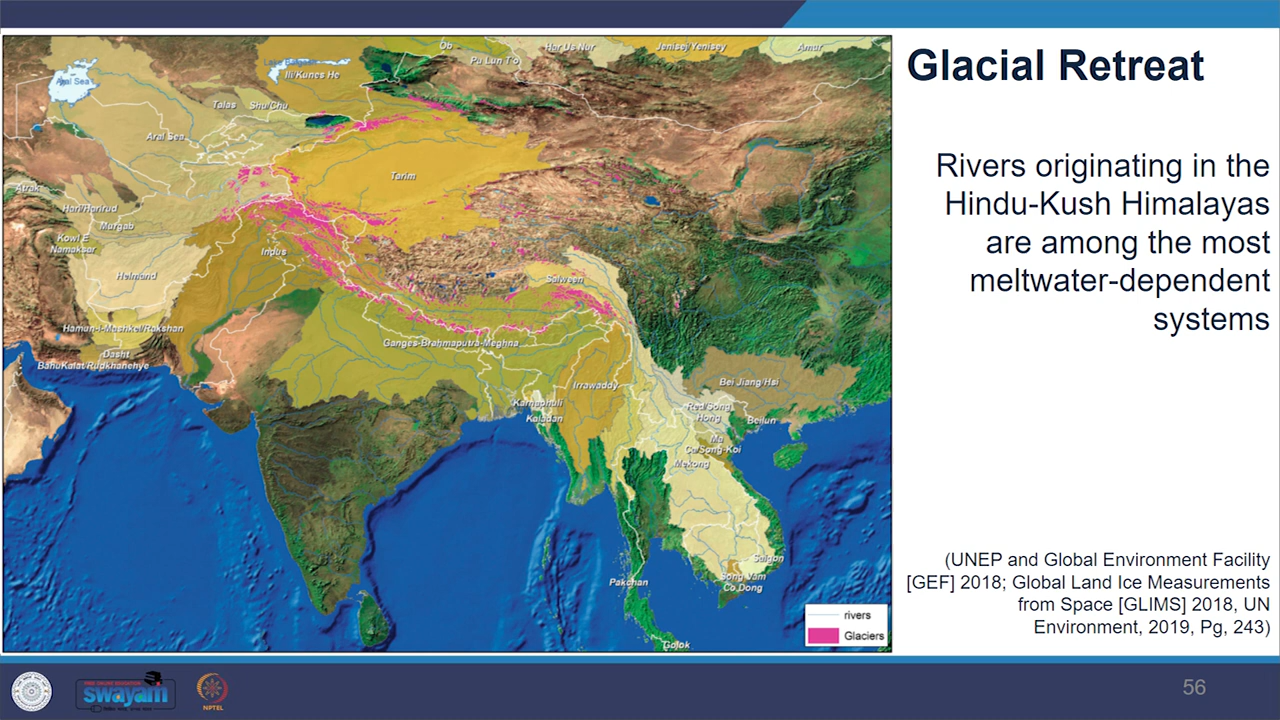 Glacial Retreat
Rivers originating in the
Hindu-Kush Himalayas
are among the most
meltwater-dependent
systems
(UNEP and Global Environment Facility
[GEF] 2018; Global Land Ice Measurements
from Space [GLIMS] 2018, UN
Environment, 2019, Pg, 243)
Ob
Har Us Nur
Jenisej/Yenisey
Amur
Pu Lun T'o
Ili/Kunes He
Aral Sea
Talas
Shu/Chu
Aral Sea
Tarim
Atrak
Hari/Harirud
Murgab
Kowl E
Namaksar
Indus
Helmand
Salween
Hamun-i-Mashkel/Rakshan
Ganges-Brahmaputra-Meghna
Dasht
BahuKalat/Rudkhanehye
Irrawaddy
Bei Jiang/Hsi
Karnaphuli
Kaladan
Red/Song
Hong
Beilun
Ma
Ca/Song-Koi
Mekong
Saigon
Song Vam
Co Dong
Pakchan
Golok
rivers
Glaciers
FREE ONLINE EDUCATION
swayam
NPTEL
56